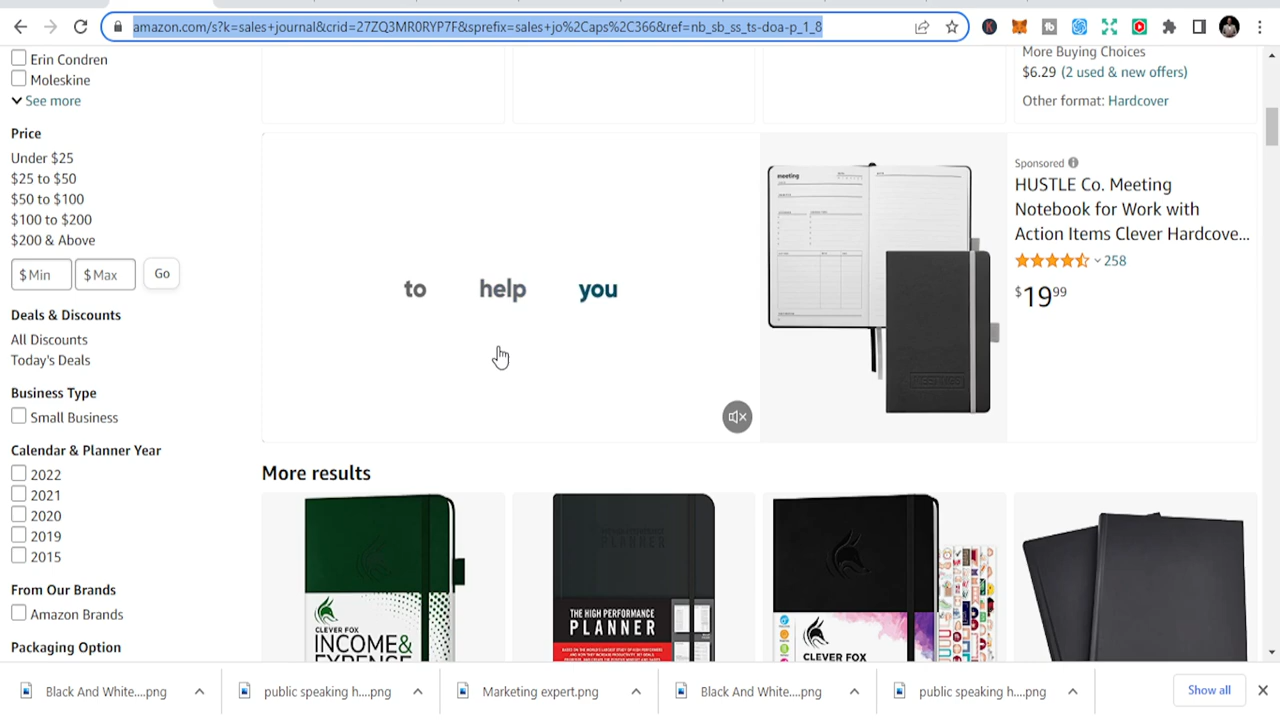 amazon.com/s?k=sales+journal&crid=27ZQ3MR0RYP7F&sprefix=sales+jo%2Caps%2C366&ref=nb_sb_ss_ts-doa-p_1_8
Erin Condren
Moleskine
See more
Price
Under $25
$25 to $50
$50 to $100
$100 to $200
$200 & Above
$ Min $ Max Go
Deals & Discounts
All Discounts
Today's Deals
Business Type
Small Business
Calendar & Planner Year
2022
2021
2020
2019
2015
From Our Brands
Amazon Brands
Packaging Option
More Buying Choices
$6.29 (2 used & new offers)
Other format: Hardcover
to help you
meeting
Sponsored
HUSTLE Co. Meeting
Notebook for Work with
Action Items Clever Hardcove...
258
$19.99
More results
CLEVER FOX
INCOME&
EXPENSE
THE HIGH PERFORMANCE
PLANNER
CLEVER FOX
Black And White....png
public speaking h....png
Marketing expert.png
Black And White....png
public speaking h....png
Show all